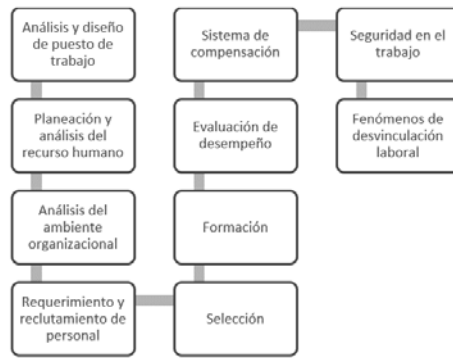 Análisis y diseño
de puesto de
trabajo
Planeación y
análisis del
recurso humano
Análisis del
ambiente
organizacional
Requerimiento y
reclutamiento de
personal
Selección
Formación
Evaluación de
desempeño
Sistema de
compensación
Seguridad en el
trabajo
Fenómenos de
desvinculación
laboral